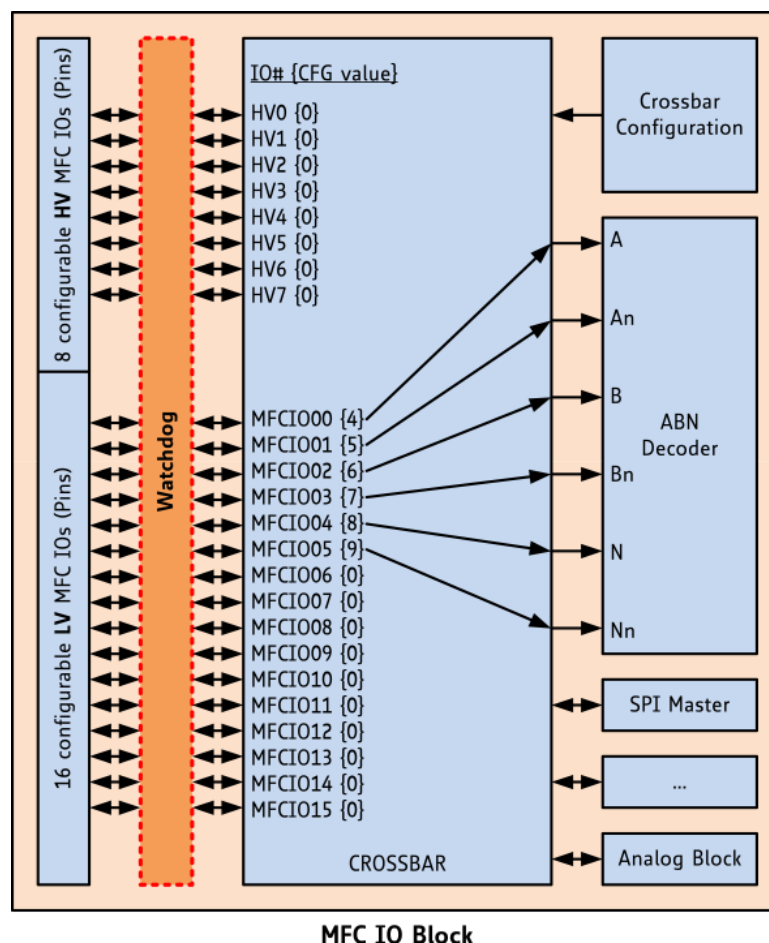 8 configurable HV MFC IOs (Pins)
16 configurable LV MFC IOs (Pins)
Watchdog
IO# {CFG value}
HV0 {0}
HV1 {0}
HV2 {0}
HV3 {0}
HV4 {0}
HV5 {0}
HV6 {0}
HV7 {0}
MFCIO00 {4}
MFCIO01 {5}
MFCIO02 {6}
MFCIO03 {7}
MFCIO04 {8}
MFCIO05 {9}
MFCIO06 {0}
MFCIO07 {0}
MFCIO08 {0}
MFCIO09 {0}
MFCIO10 {0}
MFCIO11 {0}
MFCIO12 {0}
MFCIO13 {0}
MFCIO14 {0}
MFCIO15 {0}
CROSSBAR
Crossbar
Configuration
A
An
B
Bn
N
Nn
ABN
Decoder
SPI Master
...
Analog Block
MFC IO Block